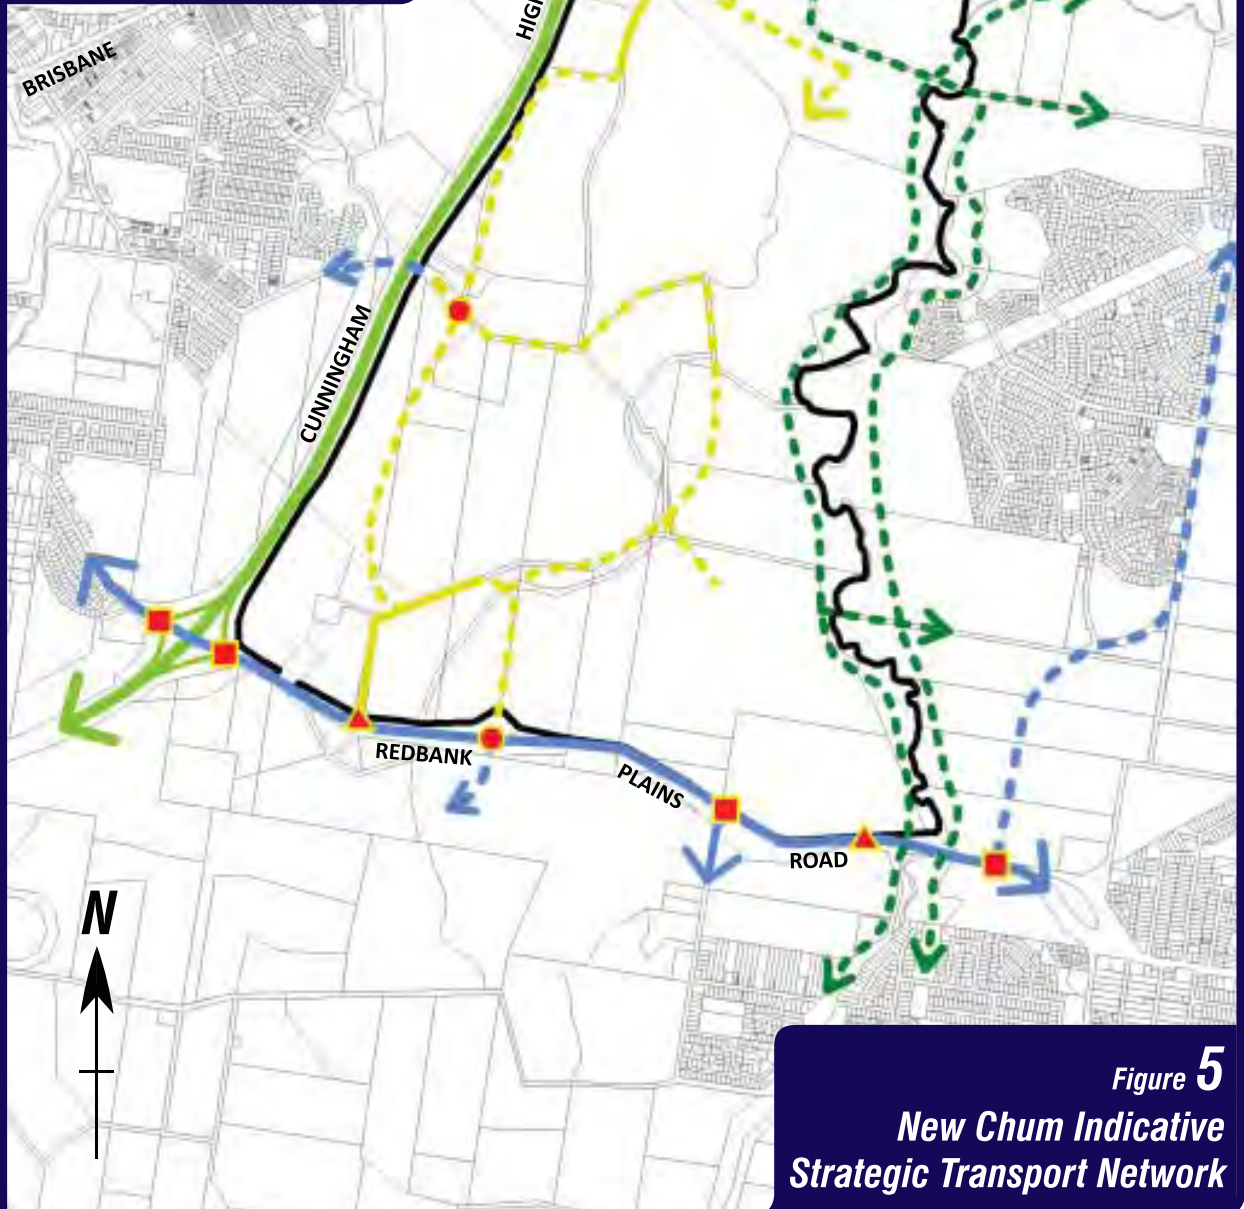 HIGH
BRISBANE
CUNNINGHAM
REDBANK
PLAINS
ROAD
N
Figure 5
New Chum Indicative
Strategic Transport Network